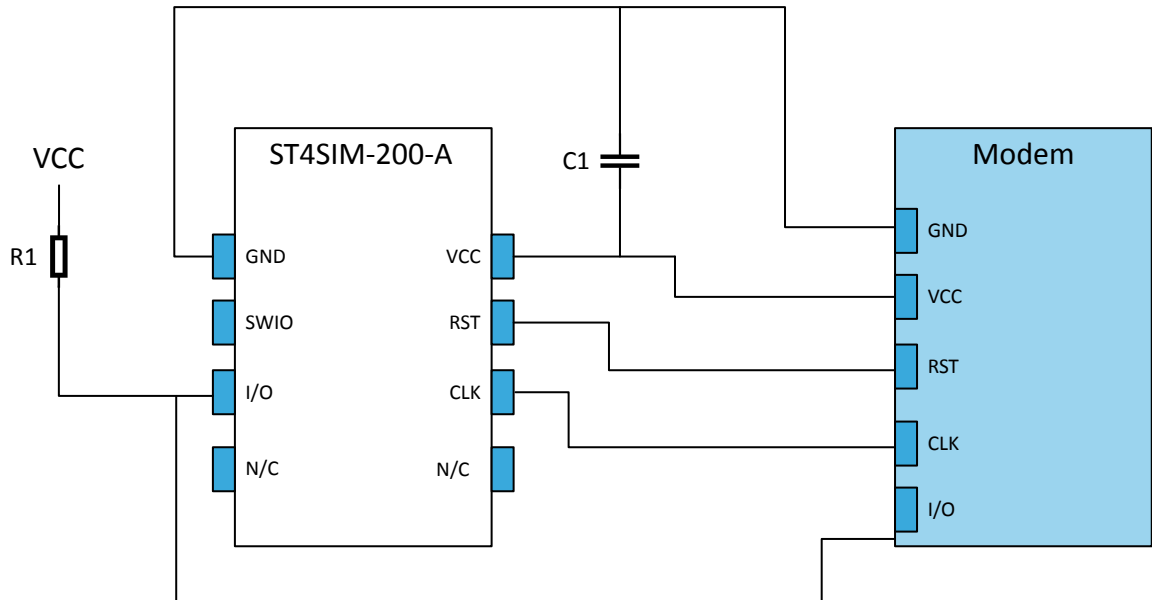 ST4SIM-200-A
Modem
VCC
C1
R1
GND
VCC
SWIO
RST
I/O
CLK
N/C
N/C
GND
VCC
RST
CLK
I/O